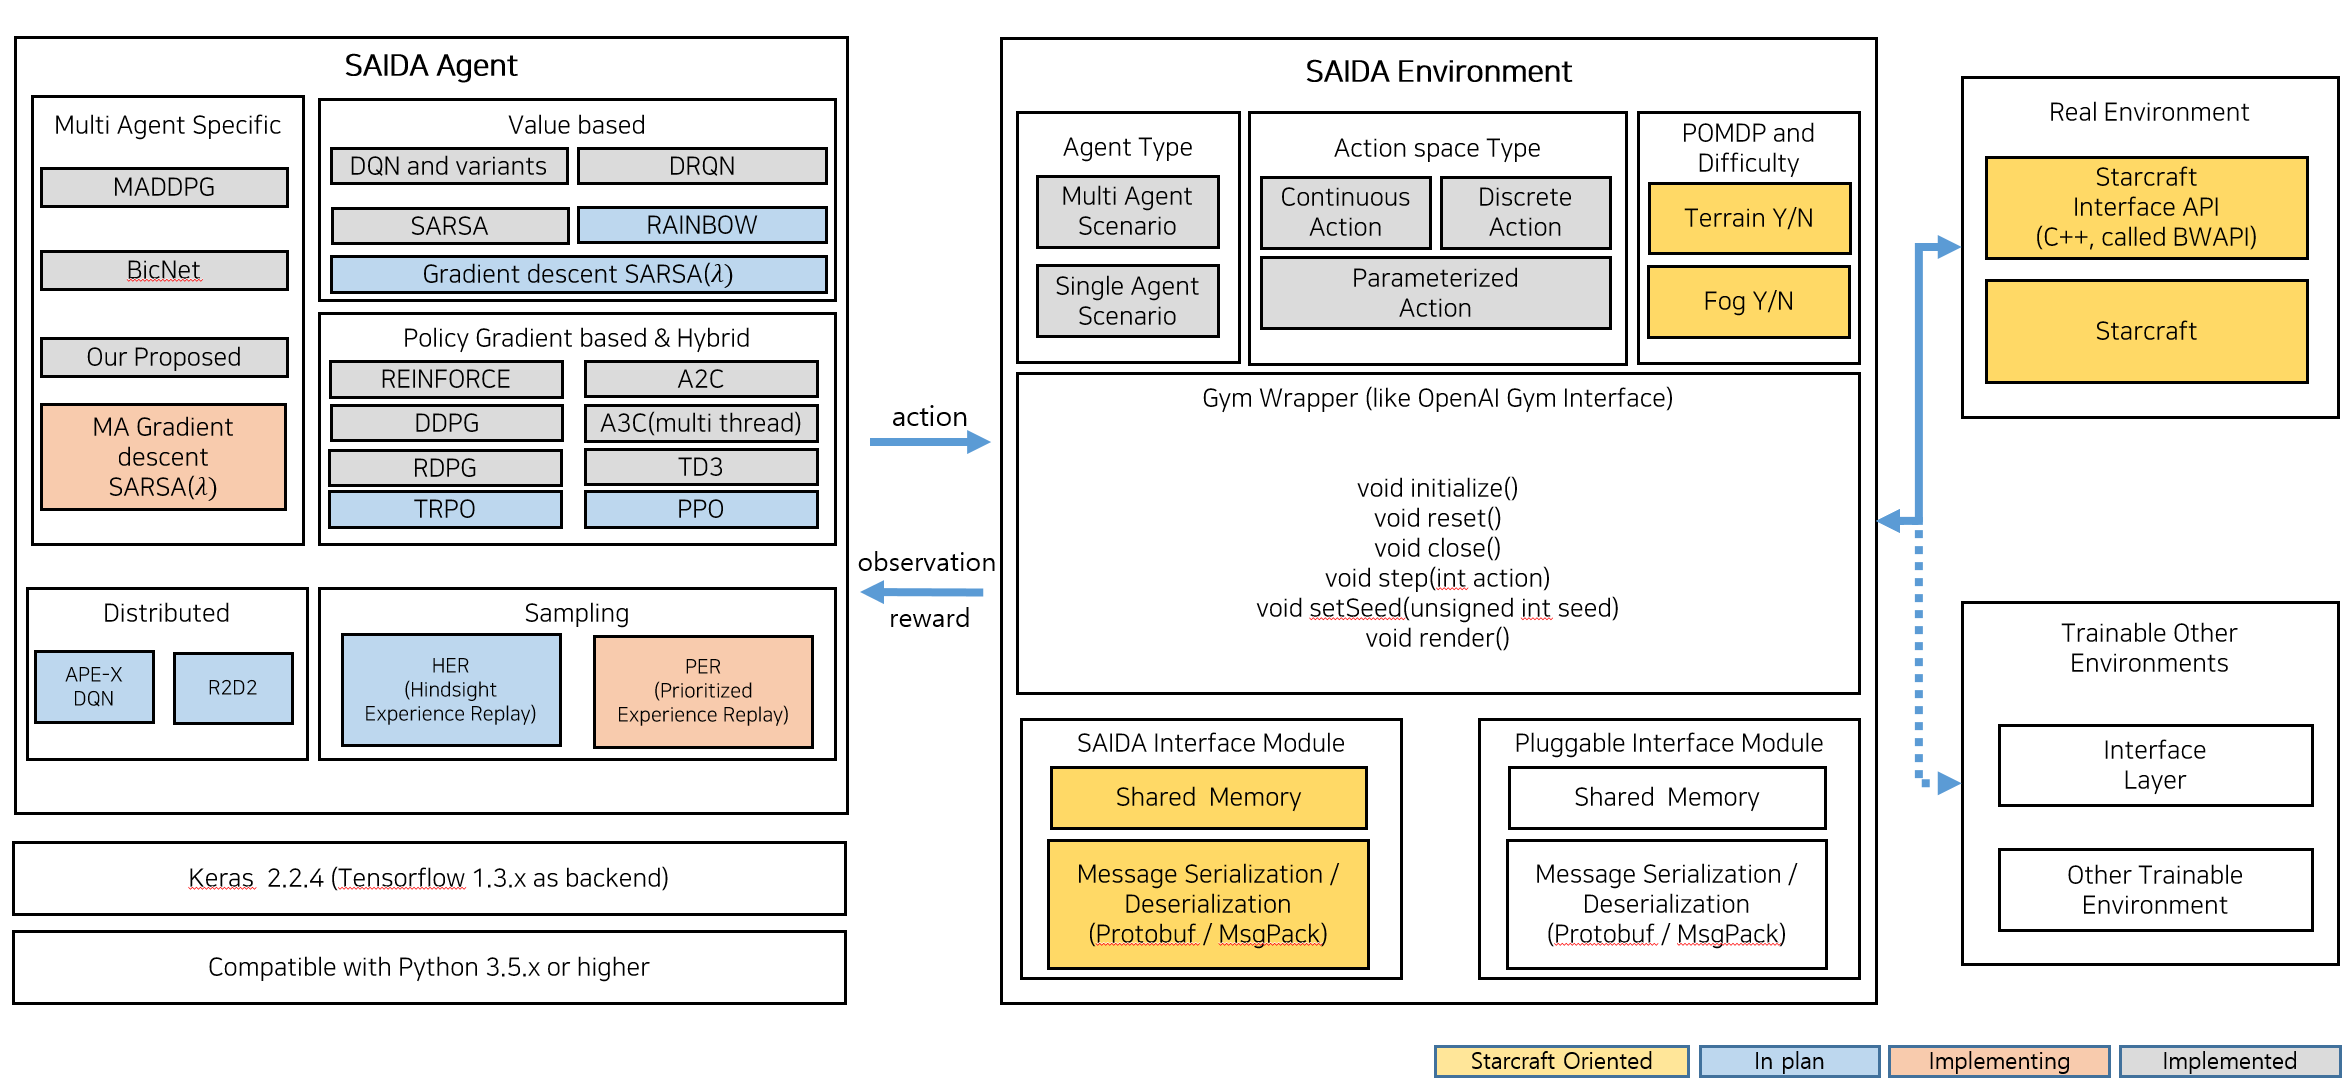 SAIDA Agent
Multi Agent Specific
MADDPG
BicNet
Our Proposed
MA Gradient
descent
SARSA(λ)
Value based
DQN and variants
DRQN
SARSA
RAINBOW
Gradient descent SARSA(λ)
Policy Gradient based & Hybrid
REINFORCE
A2C
DDPG
A3C(multi thread)
RDPG
TD3
TRPO
PPO
Distributed
APE-X
DQN
R2D2
Sampling
HER
(Hindsight
Experience Replay)
PER
(Prioritized
Experience Replay)
Keras 2.2.4 (Tensorflow 1.3.x as backend)
Compatible with Python 3.5.x or higher
action
observation
reward
SAIDA Environment
Agent Type
Multi Agent
Scenario
Single Agent
Scenario
Action space Type
Continuous
Action
Discrete
Action
Parameterized
Action
POMDP and
Difficulty
Terrain Y/N
Fog Y/N
Gym Wrapper (like OpenAI Gym Interface)
void initialize()
void reset()
void close()
void step(int action)
void setSeed(unsigned int seed)
void render()
SAIDA Interface Module
Shared Memory
Message Serialization /
Deserialization
(Protobuf / MsgPack)
Pluggable Interface Module
Shared Memory
Message Serialization /
Deserialization
(Protobuf / MsgPack)
Real Environment
Starcraft
Interface API
(C++, called BWAPI)
Starcraft
Trainable Other
Environments
Interface
Layer
Other Trainable
Environment
Starcraft Oriented
In plan
Implementing
Implemented